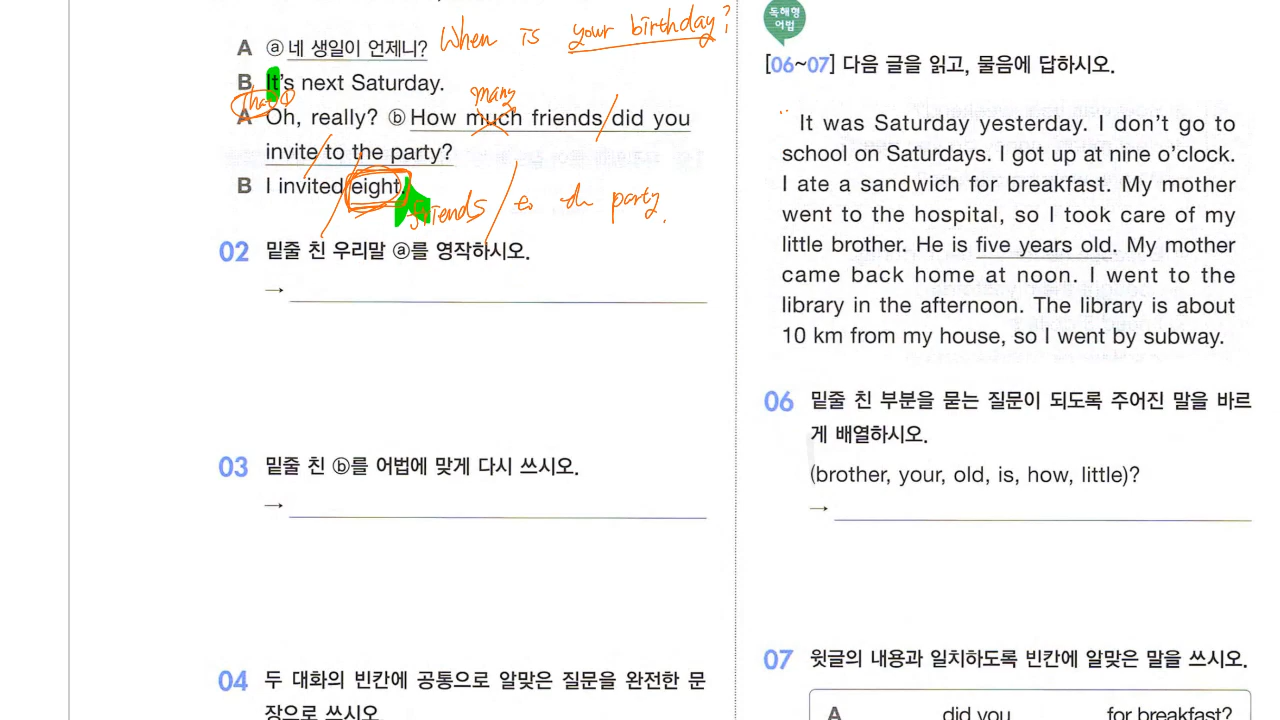 A ⓐ 네 생일이 언제니? When is your birthday?
B It's next Saturday.
many
A Oh, really? ⓑ How much friends did you
invite to the party?
B I invited eight.
friends to the party.
02 밑줄 친 우리말 ⓐ를 영작하시오.
→
03 밑줄 친 ⓑ를 어법에 맞게 다시 쓰시오.
→
04 두 대화의 빈칸에 공통으로 알맞은 질문을 완전한 문
장으로 쓰시오
독해형
어법
[06~07] 다음 글을 읽고, 물음에 답하시오.
It was Saturday yesterday. I don't go to
school on Saturdays. I got up at nine o'clock.
I ate a sandwich for breakfast. My mother
went to the hospital, so I took care of my
little brother. He is five years old. My mother
came back home at noon. I went to the
library in the afternoon. The library is about
10 km from my house, so I went by subway.
06 밑줄 친 부분을 묻는 질문이 되도록 주어진 말을 바르
게 배열하시오.
(brother, your, old, is, how, little)?
→
07 윗글의 내용과 일치하도록 빈칸에 알맞은 말을 쓰시오.
A did you for breakfast?